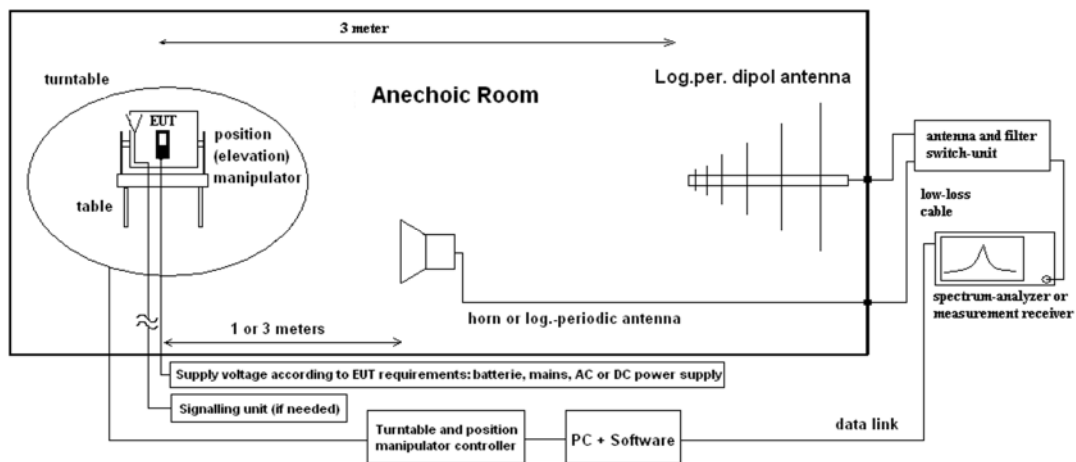 3 meter
turntable
Log.per. dipol antenna
Anechoic Room
EUT
position
(elevation)
manipulator
table
antenna and filter
switch-unit
low-loss
cable
spectrum-analyzer or
measurement receiver
horn or log.-periodic antenna
1 or 3 meters
Supply voltage according to EUT requirements: batterie, mains, AC or DC power supply
Signalling unit (if needed)
Turntable and position
manipulator controller
PC + Software
data link